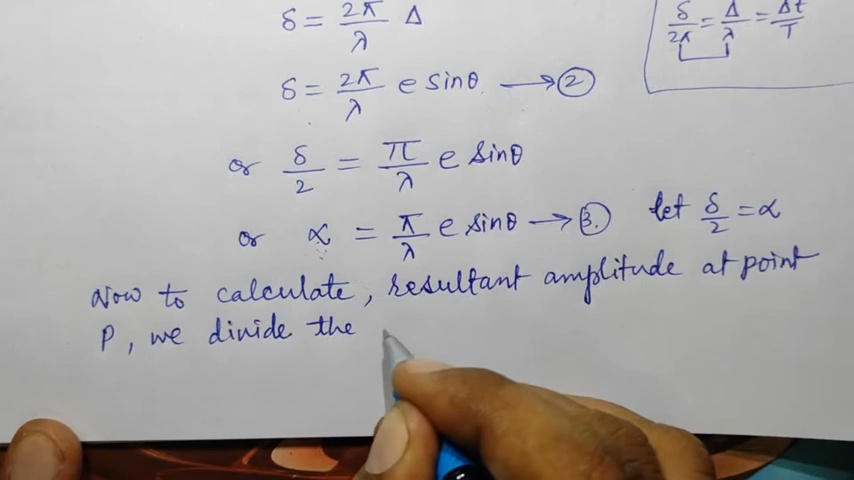 δ = 2π/λ Δ
δ/2π = Δ/λ = Δt/T
δ = 2π/λ e sinθ. → ②
or δ/2 = π/λ e sinθ
or α = π/λ e sinθ → ③. let δ/2 = α
Now to calculate, resultant amplitude at point
P, we divide the